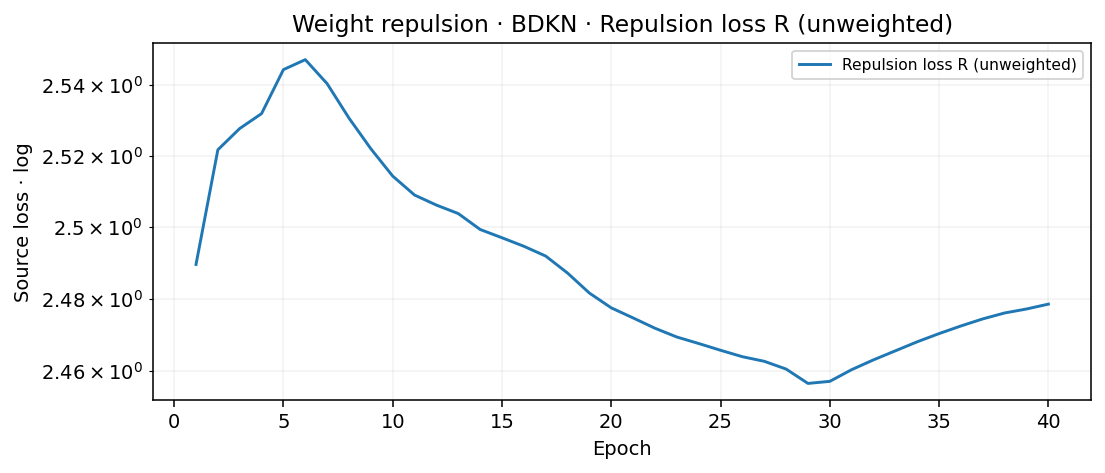 Weight repulsion · BDKN · Repulsion loss R (unweighted)
Repulsion loss R (unweighted)
Source loss · log
2.54 × 10⁰
2.52 × 10⁰
2.5 × 10⁰
2.48 × 10⁰
2.46 × 10⁰
0 5 10 15 20 25 30 35 40
Epoch